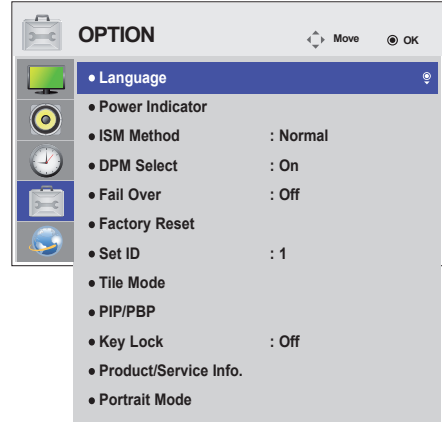 OPTION Move OK
• Language
• Power Indicator
• ISM Method : Normal
• DPM Select : On
• Fail Over : Off
• Factory Reset
• Set ID : 1
• Tile Mode
• PIP/PBP
• Key Lock : Off
• Product/Service Info.
• Portrait Mode